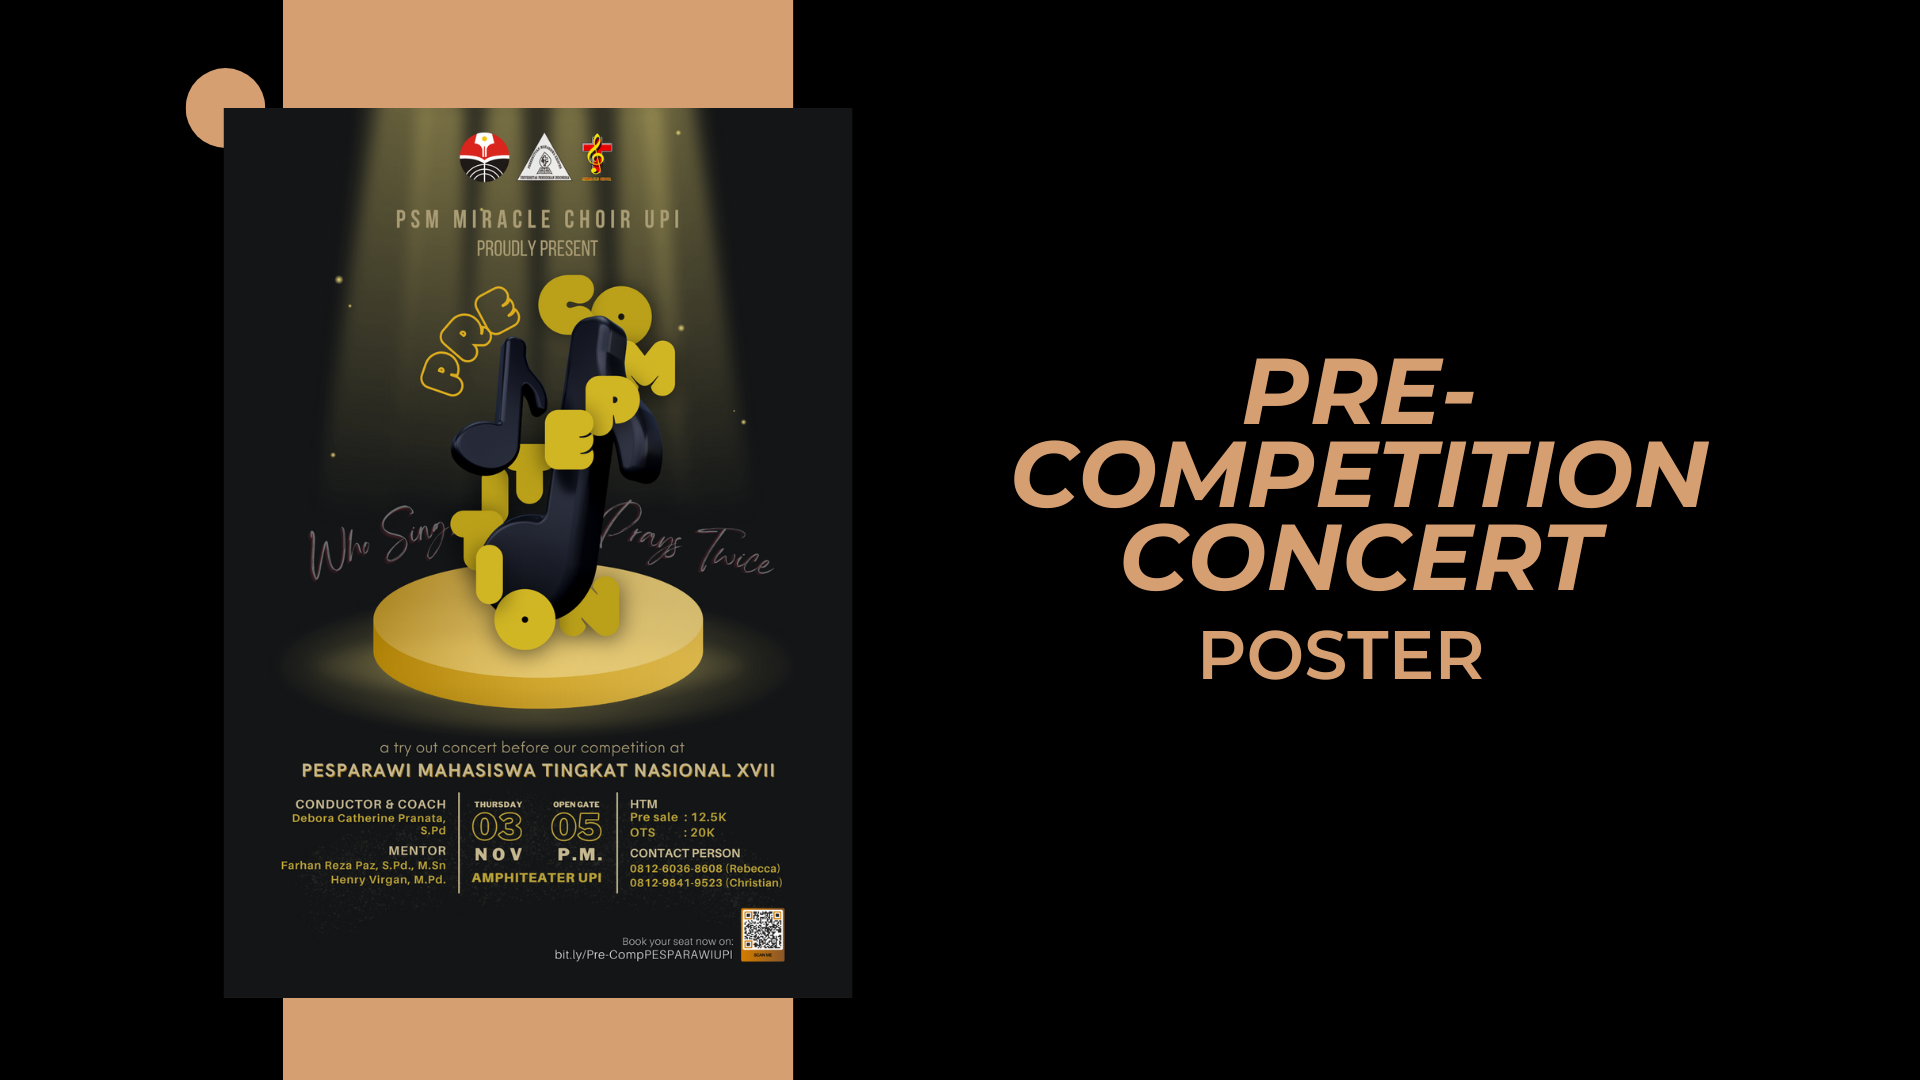 PSM MIRACLE CHOIR UPI
PROUDLY PRESENT
PRE
COMPETITION
Who Sing
Prays Twice
a try out concert before our competition at
PESPARAWI MAHASISWA TINGKAT NASIONAL XVII
CONDUCTOR & COACH
Debora Catherine Pranata,
S.Pd
MENTOR
Farhan Reza Paz, S.Pd., M.Sn
Henry Virgan, M.Pd.
THURSDAY
03
NOV
OPEN GATE
05
P.M.
AMPHITEATER UPI
HTM
Pre sale : 12.5K
OTS : 20K
CONTACT PERSON
0812-6036-8608 (Rebecca)
0812-9841-9523 (Christian)
Book your seat now on:
bit.ly/Pre-CompPESPARAWIUPI
SCAN ME
PRE-
COMPETITION
CONCERT
POSTER